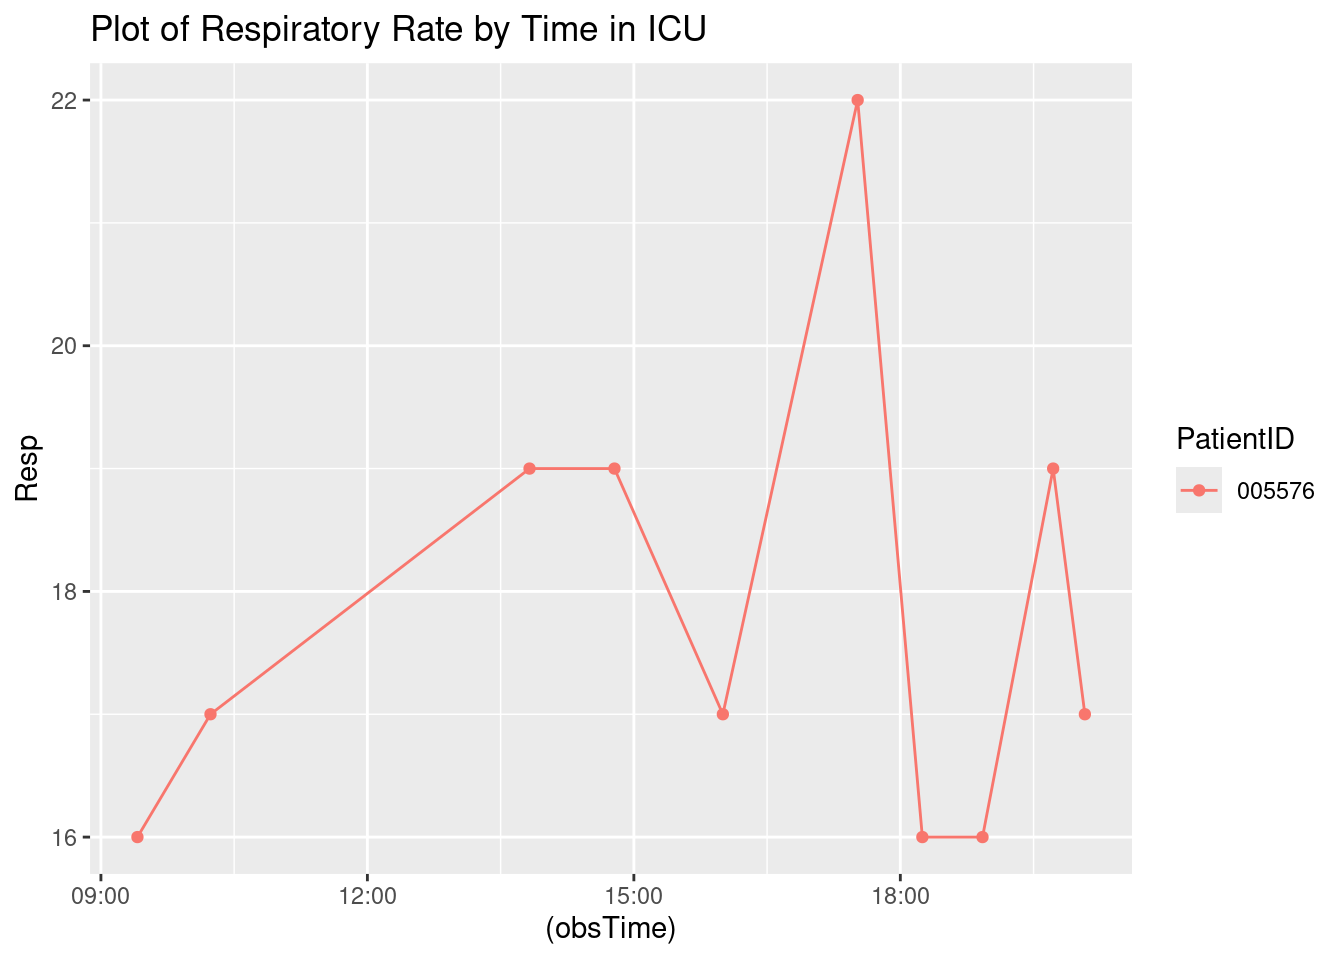 Plot of Respiratory Rate by Time in ICU
22
20
18
16
Resp
09:00 12:00 15:00 18:00
(obsTime)
PatientID
005576